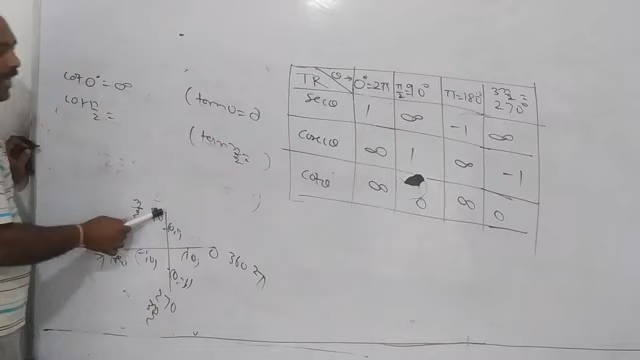 cot 0° = ∞
cot π/2 =
(tan 0 = 0
(tan π/2 = )
TR θ→ 0°=2π π/2=90° π=180° 3π/2=270°
secθ 1 ∞ -1 ∞
cosecθ ∞ 1 ∞ -1
cotθ ∞ 0 ∞ 0
(0,1)
(-1,0) (1,0) 0 360 2π
(0,-1)
270